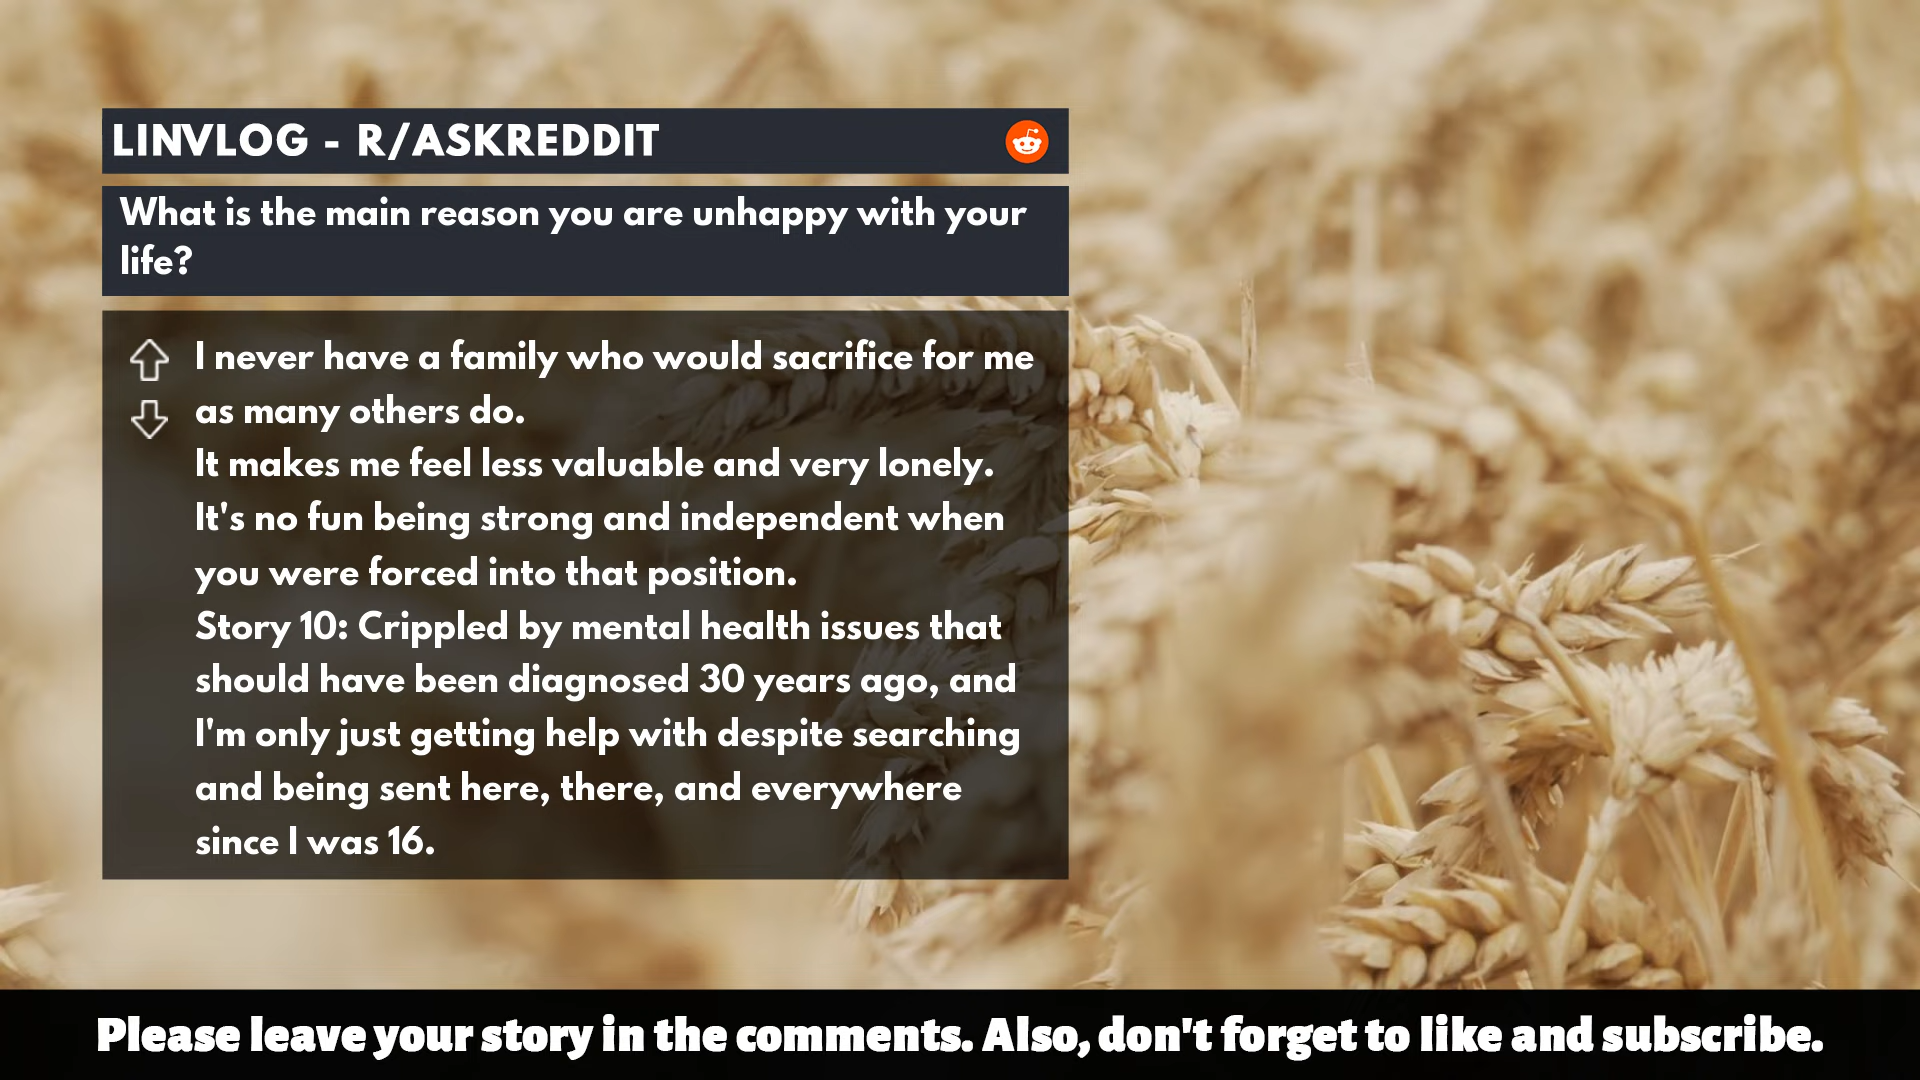 LINVLOG - R/ASKREDDIT
What is the main reason you are unhappy with your
life?
I never have a family who would sacrifice for me
as many others do.
It makes me feel less valuable and very lonely.
It's no fun being strong and independent when
you were forced into that position.
Story 10: Crippled by mental health issues that
should have been diagnosed 30 years ago, and
I'm only just getting help with despite searching
and being sent here, there, and everywhere
since I was 16.
Please leave your story in the comments. Also, don't forget to like and subscribe.